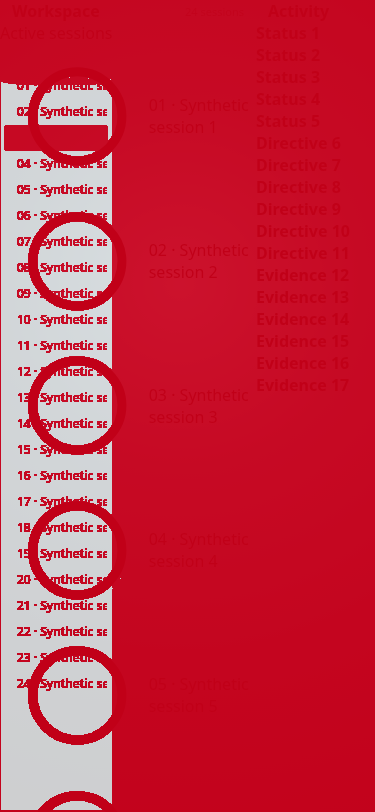 Workspace
Active sessions
01 · Synthetic se
02 · Synthetic se
04 · Synthetic se
05 · Synthetic se
06 · Synthetic se
07 · Synthetic se
08 · Synthetic se
09 · Synthetic se
10 · Synthetic se
11 · Synthetic se
12 · Synthetic se
13 · Synthetic se
14 · Synthetic se
15 · Synthetic se
16 · Synthetic se
17 · Synthetic se
18 · Synthetic se
19 · Synthetic se
20 · Synthetic se
21 · Synthetic se
22 · Synthetic se
23 · Synthetic se
24 · Synthetic se
01 · Synthetic
session 1
02 · Synthetic
session 2
03 · Synthetic
session 3
04 · Synthetic
session 4
05 · Synthetic
session 5
Activity
Status 1
Status 2
Status 3
Status 4
Status 5
Directive 6
Directive 7
Directive 8
Directive 9
Directive 10
Directive 11
Evidence 12
Evidence 13
Evidence 14
Evidence 15
Evidence 16
Evidence 17